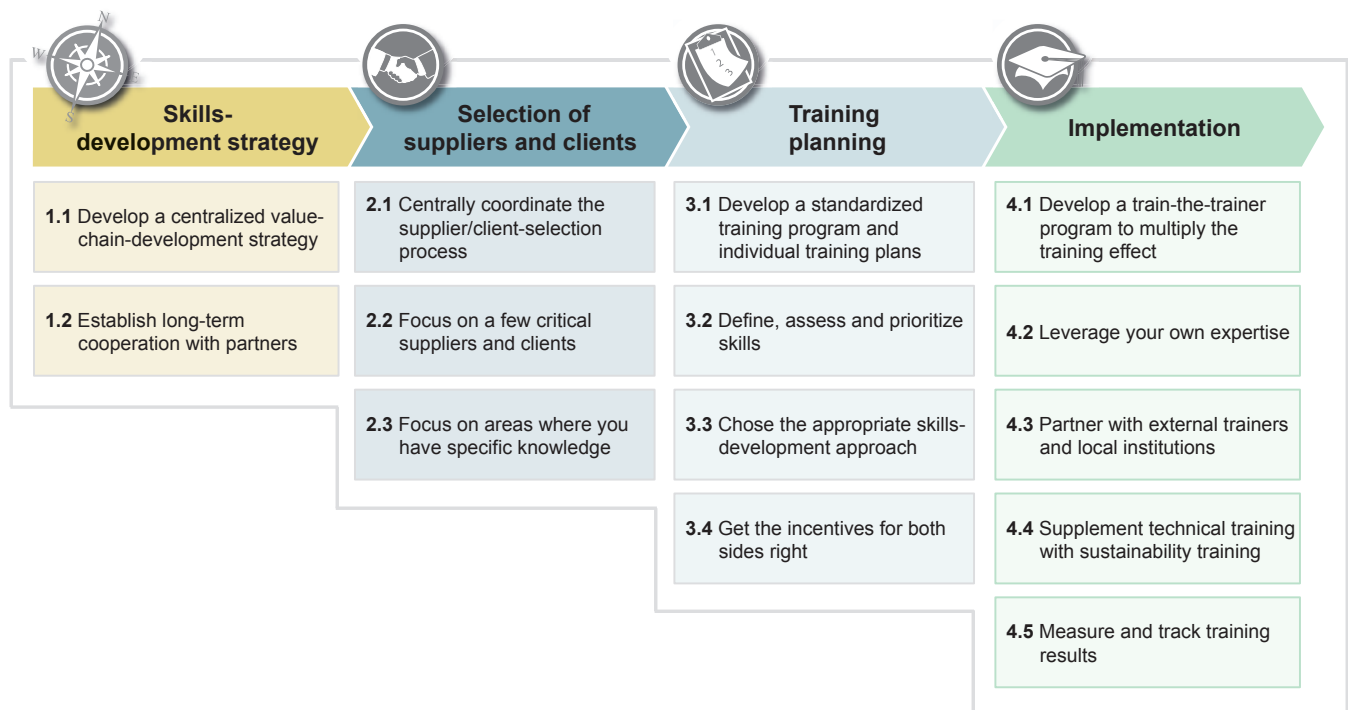 N
W
E
S
1
2
3
Skills-
development strategy
Selection of
suppliers and clients
Training
planning
Implementation
1.1 Develop a centralized value-
chain-development strategy
1.2 Establish long-term
cooperation with partners
2.1 Centrally coordinate the
supplier/client-selection
process
2.2 Focus on a few critical
suppliers and clients
2.3 Focus on areas where you
have specific knowledge
3.1 Develop a standardized
training program and
individual training plans
3.2 Define, assess and prioritize
skills
3.3 Chose the appropriate skills-
development approach
3.4 Get the incentives for both
sides right
4.1 Develop a train-the-trainer
program to multiply the
training effect
4.2 Leverage your own expertise
4.3 Partner with external trainers
and local institutions
4.4 Supplement technical training
with sustainability training
4.5 Measure and track training
results